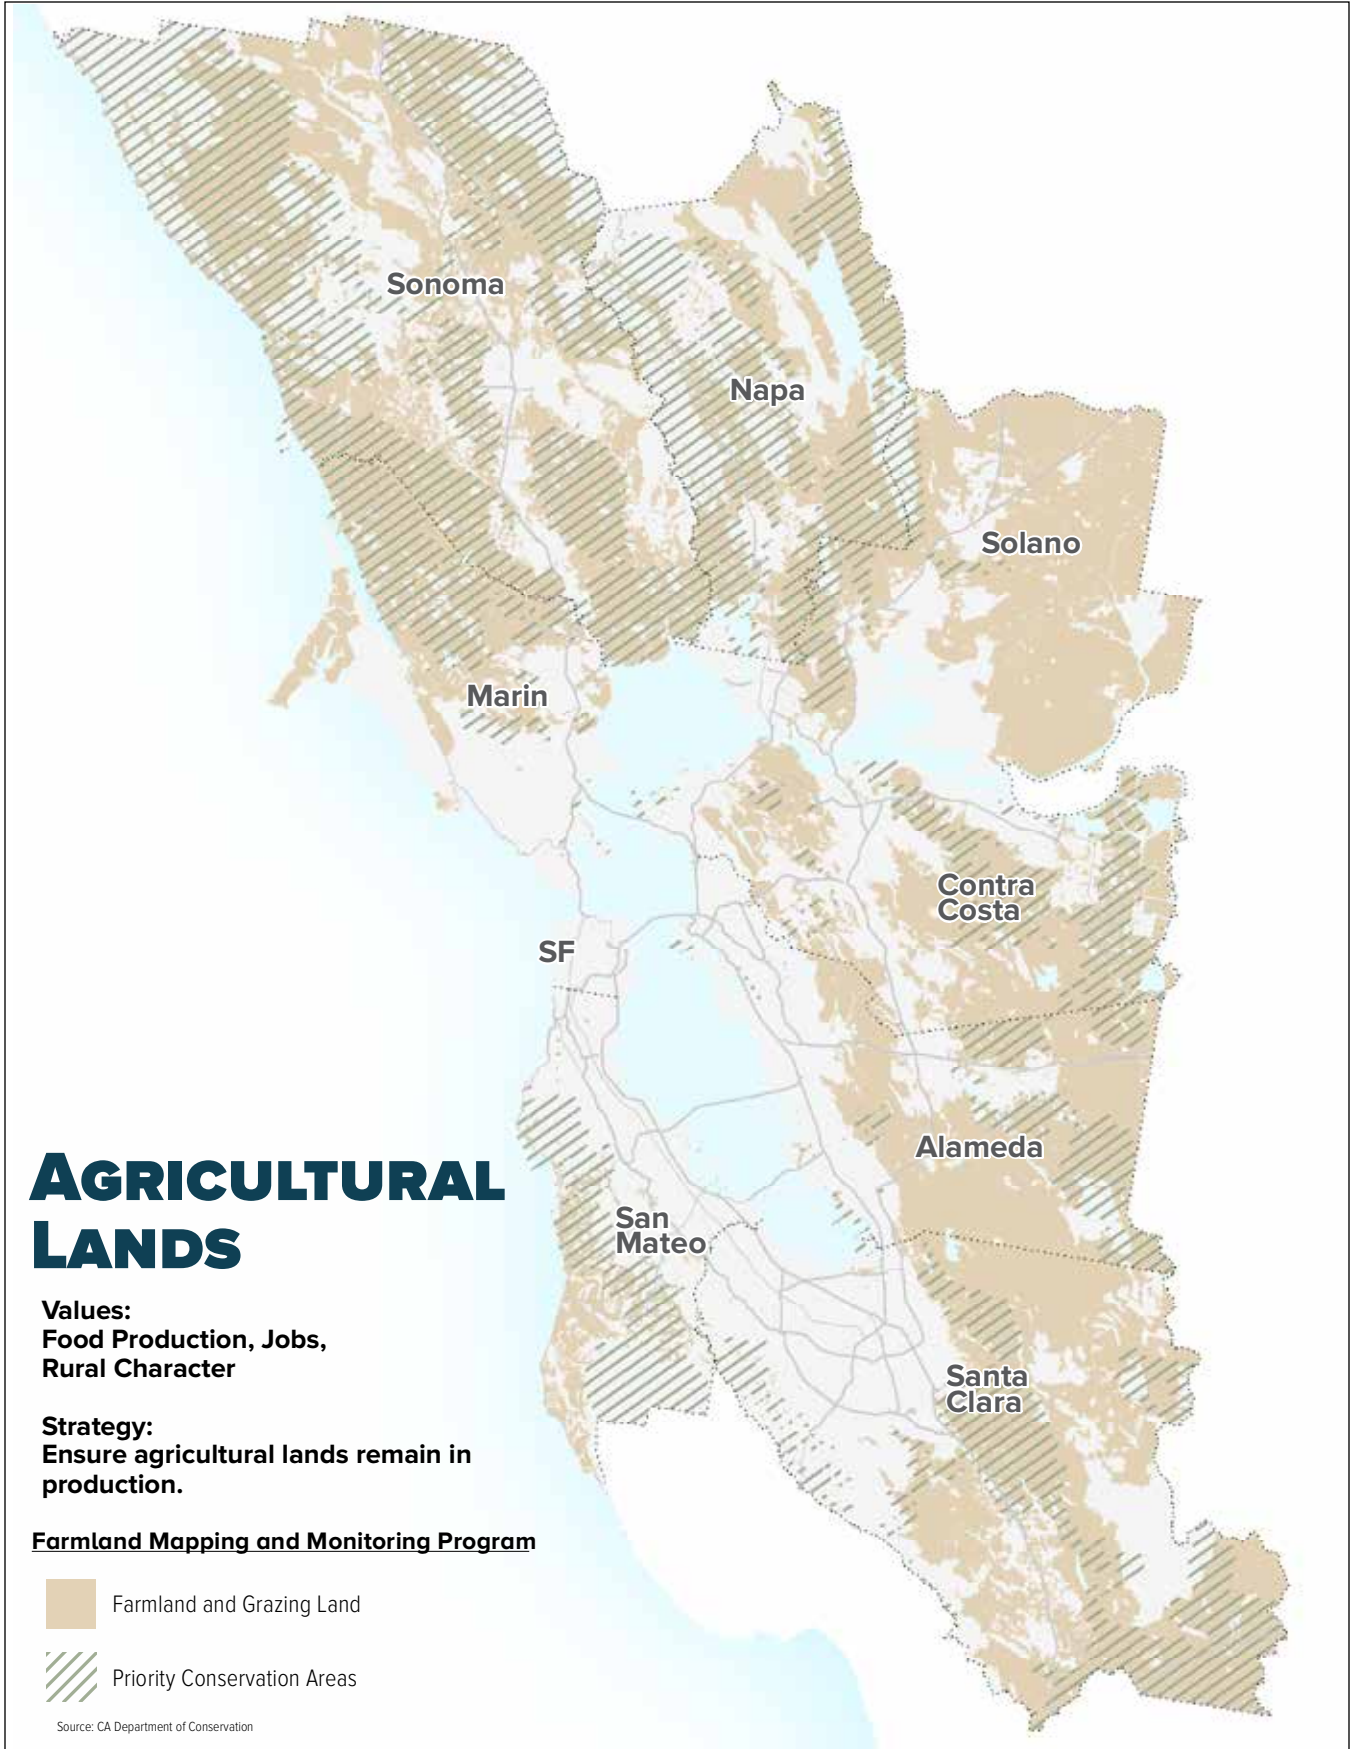 Sonoma
Napa
Solano
Marin
Contra
Costa
SF
Alameda
San
Mateo
Santa
Clara
AGRICULTURAL
LANDS
Values:
Food Production, Jobs,
Rural Character
Strategy:
Ensure agricultural lands remain in
production.
Farmland Mapping and Monitoring Program
Farmland and Grazing Land
Priority Conservation Areas
Source: CA Department of Conservation